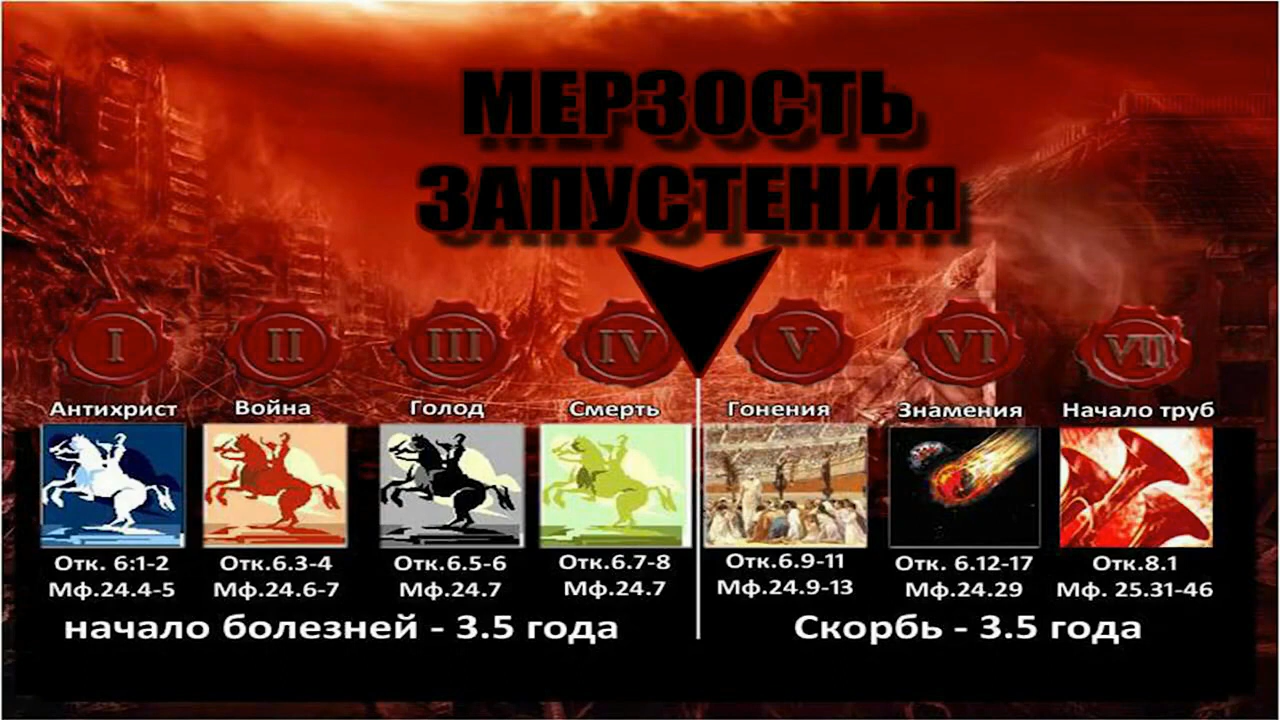 МЕРЗОСТЬ
ЗАПУСТЕНИЯ
I II III IV V VI VII
Антихрист Война Голод Смерть Гонения Знамения Начало труб
Отк. 6:1-2 Отк.6.3-4 Отк.6.5-6 Отк.6.7-8 Отк.6.9-11 Отк. 6.12-17 Отк.8.1
Мф.24.4-5 Мф.24.6-7 Мф.24.7 Мф.24.7 Мф.24.9-13 Мф.24.29 Мф. 25.31-46
начало болезней - 3.5 года Скорбь - 3.5 года